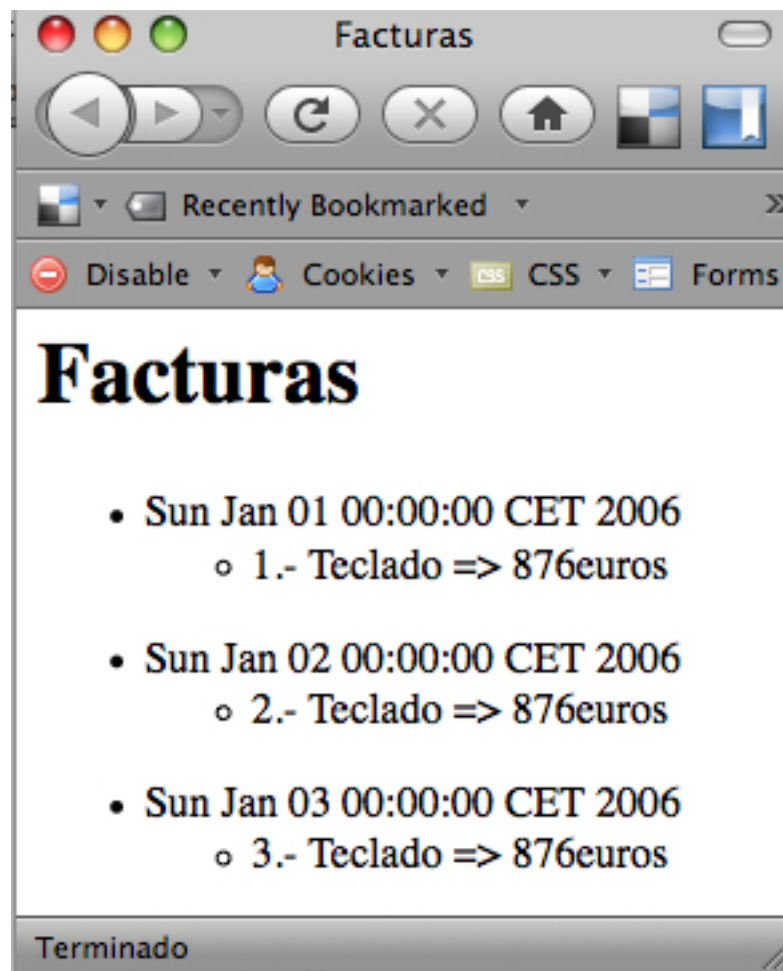 Facturas
Recently Bookmarked
Disable Cookies CSS CSS Forms
Facturas
• Sun Jan 01 00:00:00 CET 2006
◦ 1.- Teclado => 876euros
• Sun Jan 02 00:00:00 CET 2006
◦ 2.- Teclado => 876euros
• Sun Jan 03 00:00:00 CET 2006
◦ 3.- Teclado => 876euros
Terminado